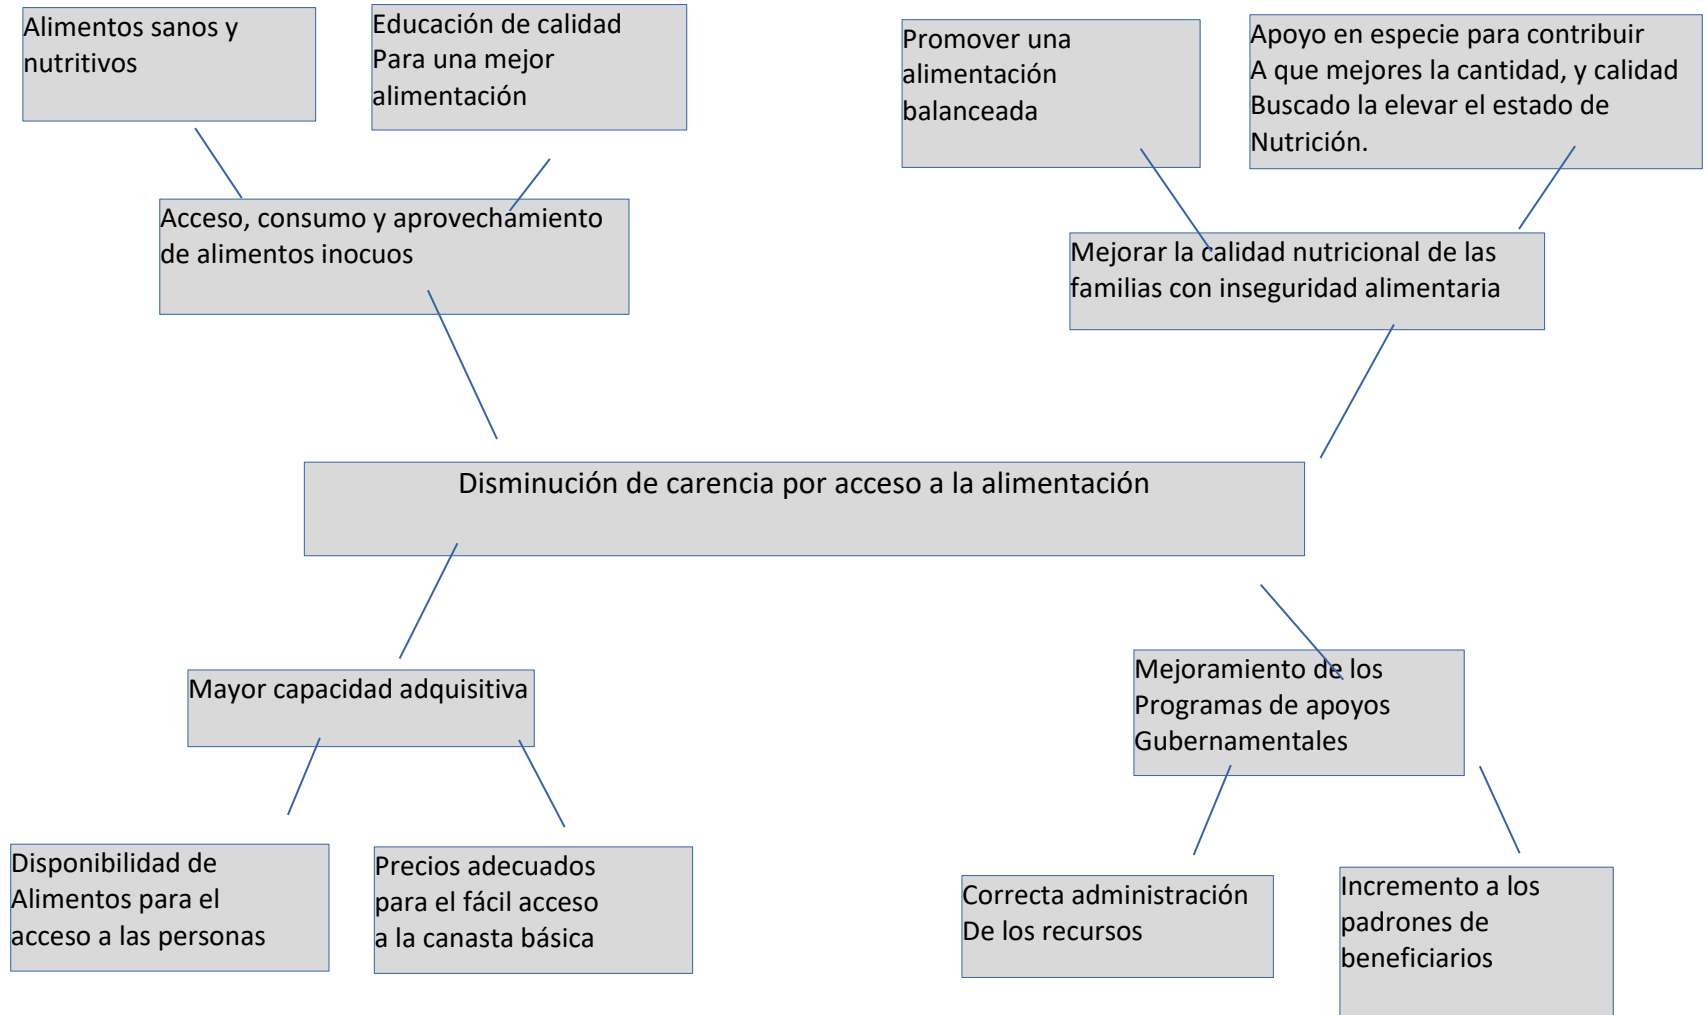 Alimentos sanos y
nutritivos
Educación de calidad
Para una mejor
alimentación
Promover una
alimentación
balanceada
Apoyo en especie para contribuir
A que mejores la cantidad, y calidad
Buscado la elevar el estado de
Nutrición.
Acceso, consumo y aprovechamiento
de alimentos inocuos
Mejorar la calidad nutricional de las
familias con inseguridad alimentaria
Disminución de carencia por acceso a la alimentación
Mayor capacidad adquisitiva
Mejoramiento de los
Programas de apoyos
Gubernamentales
Disponibilidad de
Alimentos para el
acceso a las personas
Precios adecuados
para el fácil acceso
a la canasta básica
Correcta administración
De los recursos
Incremento a los
padrones de
beneficiarios